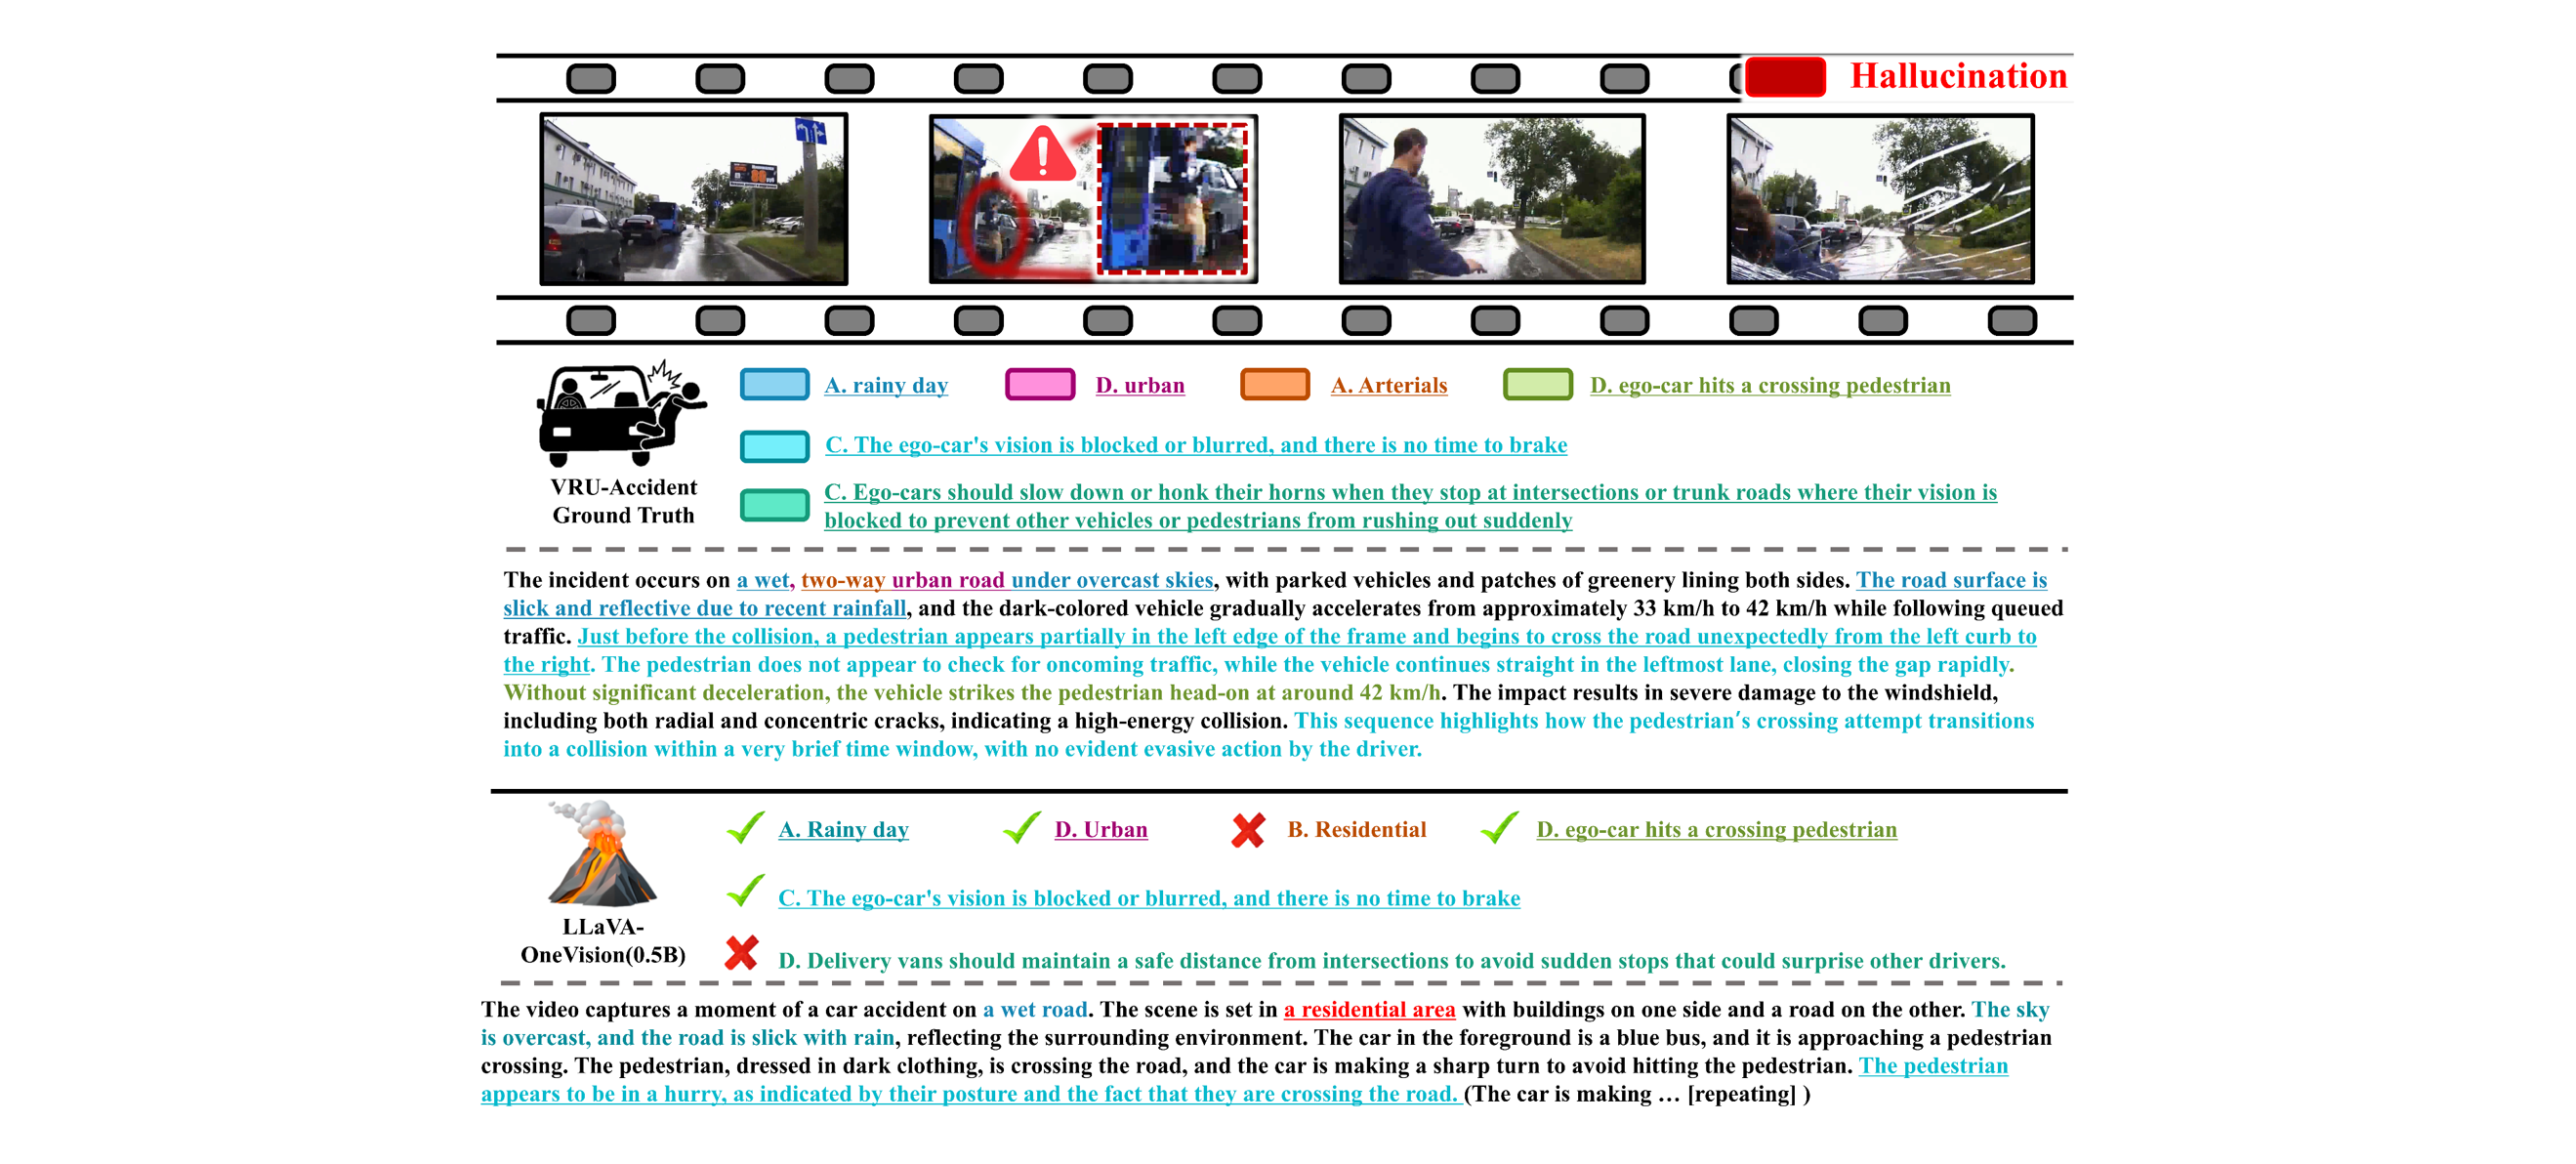 Hallucination
A. rainy day
D. urban
A. Arterials
D. ego-car hits a crossing pedestrian
C. The ego-car's vision is blocked or blurred, and there is no time to brake
VRU-Accident
Ground Truth
C. Ego-cars should slow down or honk their horns when they stop at intersections or trunk roads where their vision is
blocked to prevent other vehicles or pedestrians from rushing out suddenly
The incident occurs on a wet, two-way urban road under overcast skies, with parked vehicles and patches of greenery lining both sides. The road surface is
slick and reflective due to recent rainfall, and the dark-colored vehicle gradually accelerates from approximately 33 km/h to 42 km/h while following queued
traffic. Just before the collision, a pedestrian appears partially in the left edge of the frame and begins to cross the road unexpectedly from the left curb to
the right. The pedestrian does not appear to check for oncoming traffic, while the vehicle continues straight in the leftmost lane, closing the gap rapidly.
Without significant deceleration, the vehicle strikes the pedestrian head-on at around 42 km/h. The impact results in severe damage to the windshield,
including both radial and concentric cracks, indicating a high-energy collision. This sequence highlights how the pedestrian's crossing attempt transitions
into a collision within a very brief time window, with no evident evasive action by the driver.
A. Rainy day
D. Urban
B. Residential
D. ego-car hits a crossing pedestrian
C. The ego-car's vision is blocked or blurred, and there is no time to brake
LLaVA-
OneVision(0.5B)
D. Delivery vans should maintain a safe distance from intersections to avoid sudden stops that could surprise other drivers.
The video captures a moment of a car accident on a wet road. The scene is set in a residential area with buildings on one side and a road on the other. The sky
is overcast, and the road is slick with rain, reflecting the surrounding environment. The car in the foreground is a blue bus, and it is approaching a pedestrian
crossing. The pedestrian, dressed in dark clothing, is crossing the road, and the car is making a sharp turn to avoid hitting the pedestrian. The pedestrian
appears to be in a hurry, as indicated by their posture and the fact that they are crossing the road. (The car is making … [repeating] )